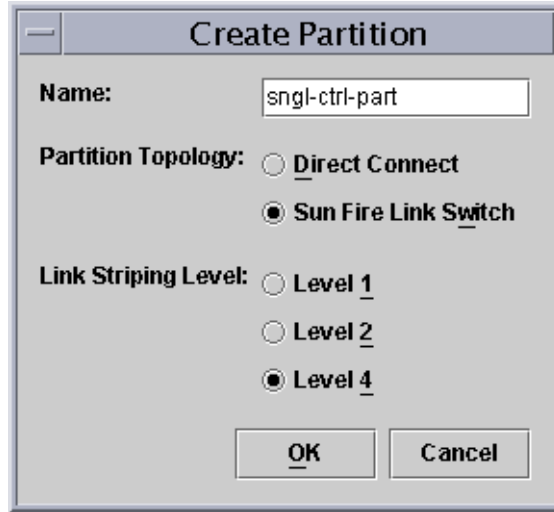 Create Partition
Name: sngl-ctrl-part
Partition Topology: Direct Connect
Sun Fire Link Switch
Link Striping Level: Level 1
Level 2
Level 4
OK Cancel